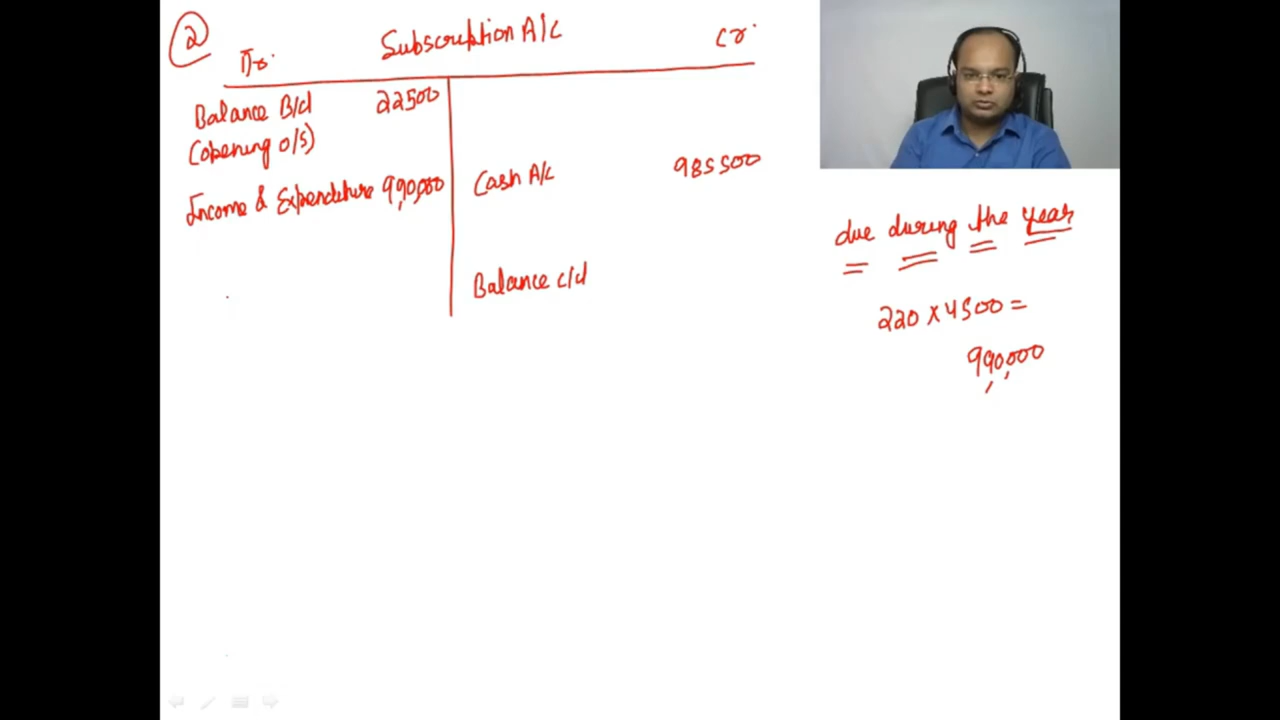 2
Subscription A/c
Dr.
Cr.
Balance B/d 22500
(opening o/s)
Income & Expenditure 990,000
Cash A/c 985500
Balance c/d
due during the year
220 x 4500 =
990,000